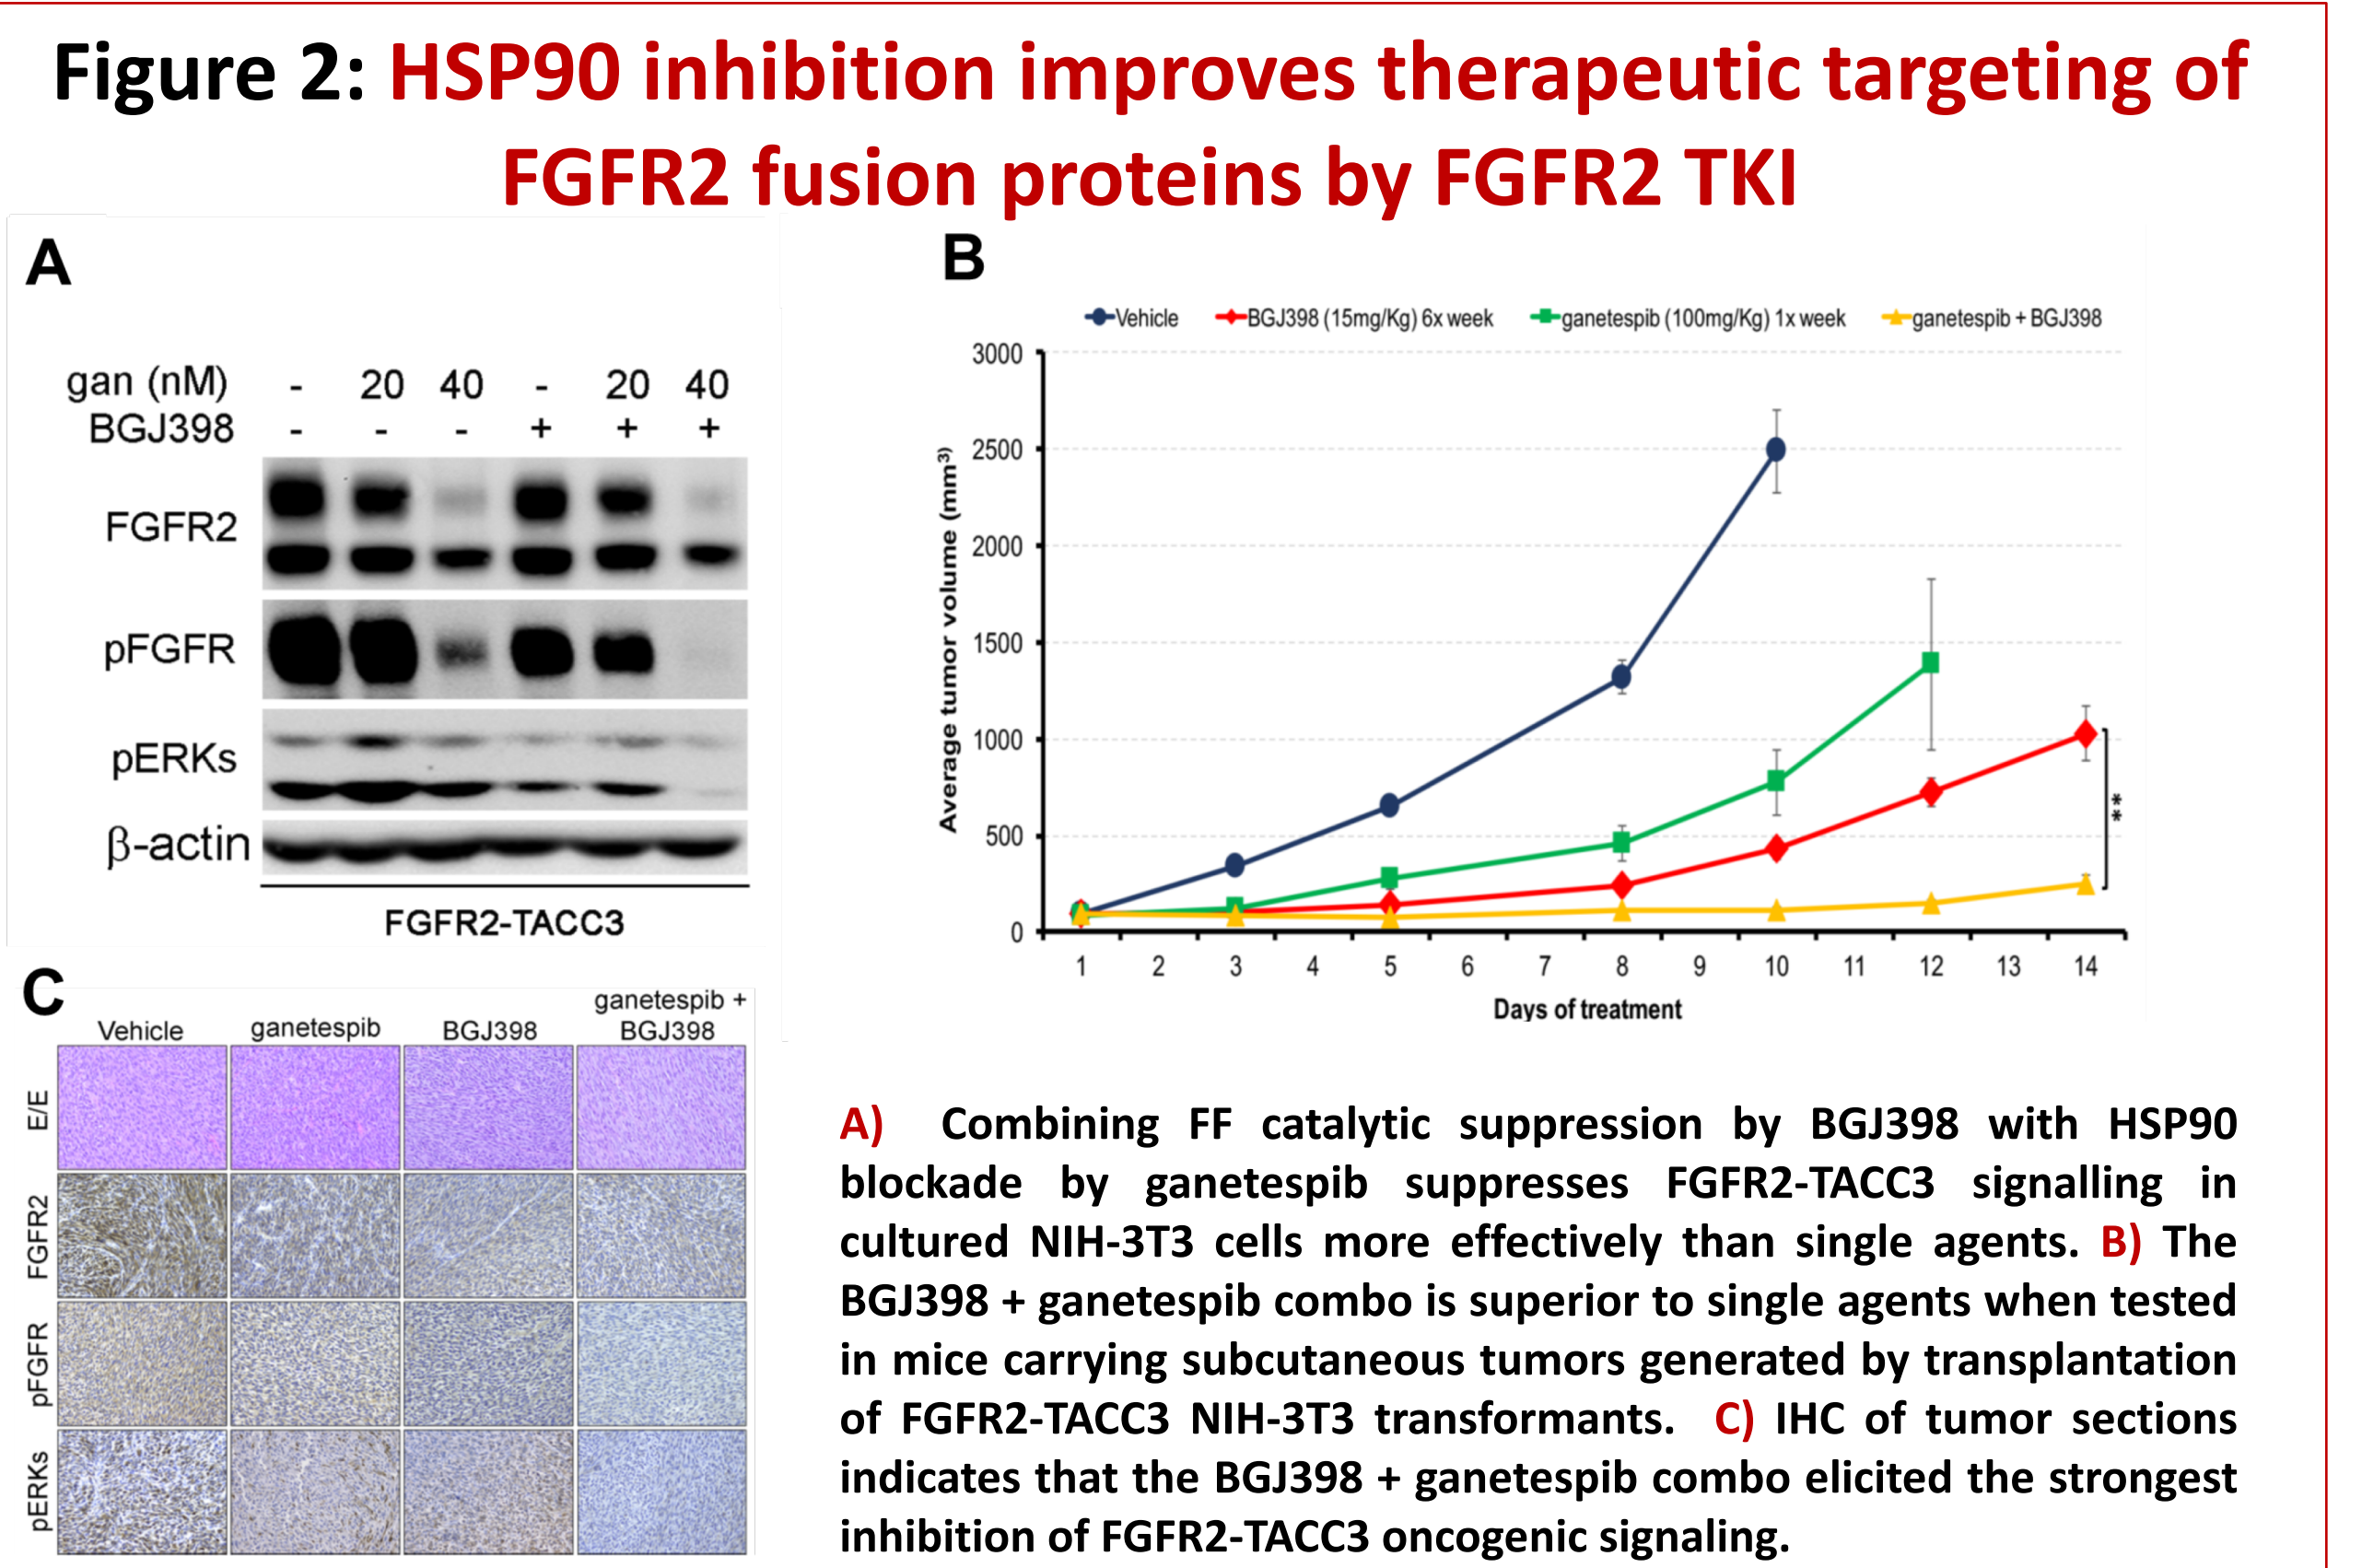 Figure 2: HSP90 inhibition improves therapeutic targeting of
FGFR2 fusion proteins by FGFR2 TKI
A
gan (nM) - 20 40 - 20 40
BGJ398 - - - + + +
FGFR2
pFGFR
pERKs
β-actin
FGFR2-TACC3
B
Vehicle BGJ398 (15mg/Kg) 6x week ganetespib (100mg/Kg) 1x week ganetespib + BGJ398
Average tumor volume (mm³)
3000
2500
2000
1500
1000
500
0
**
1 2 3 4 5 6 7 8 9 10 11 12 13 14
Days of treatment
C
Vehicle ganetespib BGJ398 ganetespib +
BGJ398
E/E
FGFR2
pFGFR
pERKs
A) Combining FF catalytic suppression by BGJ398 with HSP90
blockade by ganetespib suppresses FGFR2-TACC3 signalling in
cultured NIH-3T3 cells more effectively than single agents. B) The
BGJ398 + ganetespib combo is superior to single agents when tested
in mice carrying subcutaneous tumors generated by transplantation
of FGFR2-TACC3 NIH-3T3 transformants. C) IHC of tumor sections
indicates that the BGJ398 + ganetespib combo elicited the strongest
inhibition of FGFR2-TACC3 oncogenic signaling.